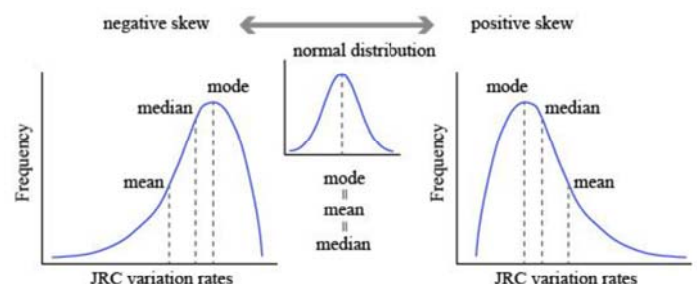 negative skew
positive skew
normal distribution
mode
median
mean
Frequency
JRC variation rates
mode
=
mean
=
median
mode
median
mean
Frequency
JRC variation rates